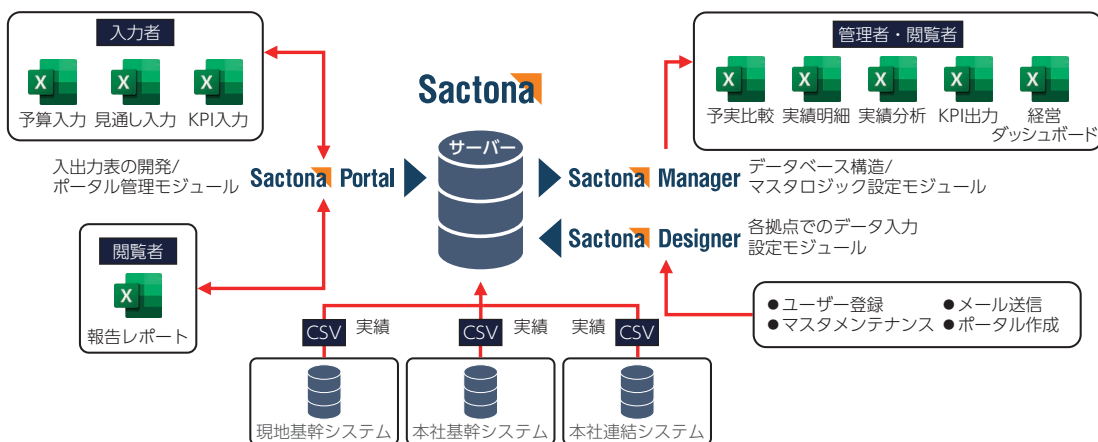 入力者
予算入力
見通し入力
KPI入力
管理者・閲覧者
予実比較
実績明細
実績分析
KPI出力
経営
ダッシュボード
Sactona
サーバー
入出力表の開発/
ポータル管理モジュール
Sactona Portal
Sactona Manager
データベース構造/
マスタロジック設定モジュール
Sactona Designer
各拠点でのデータ入力
設定モジュール
閲覧者
報告レポート
●ユーザー登録 ●メール送信
●マスタメンテナンス ●ポータル作成
CSV 実績
CSV 実績
実績 CSV
現地基幹システム
本社基幹システム
本社連結システム